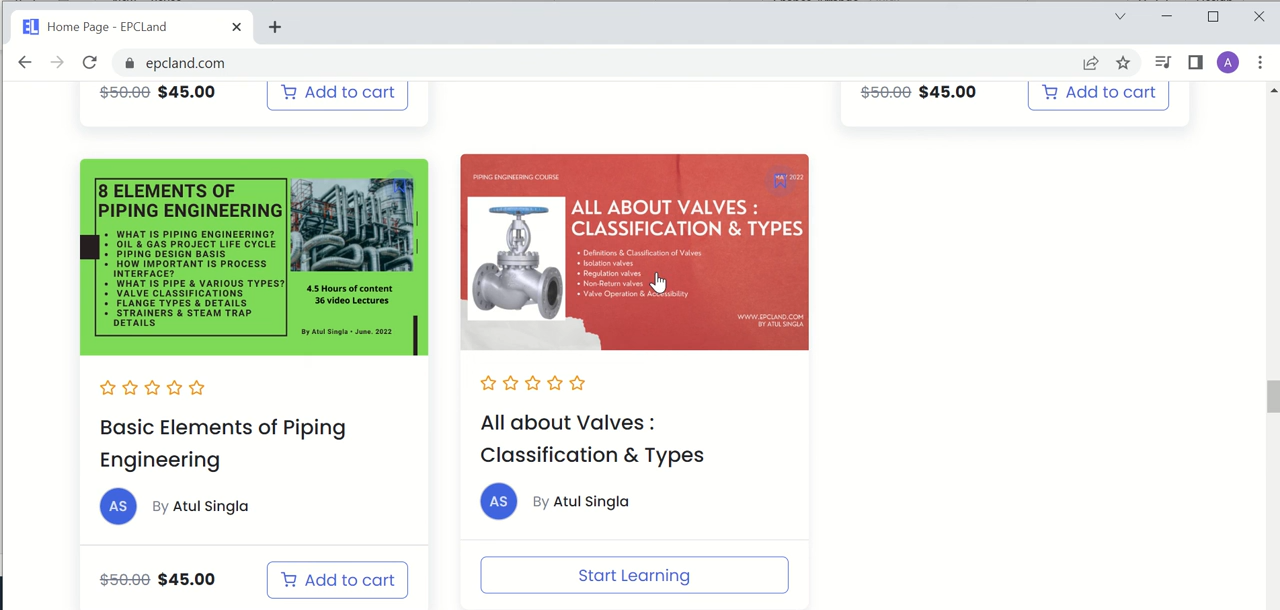 Home Page - EPCLand
epcland.com
A
$50.00 $45.00
Add to cart
$50.00 $45.00
Add to cart
8 ELEMENTS OF
PIPING ENGINEERING
• WHAT IS PIPING ENGINEERING?
• OIL & GAS PROJECT LIFE CYCLE
• PIPING DESIGN BASIS
• HOW IMPORTANT IS PROCESS
INTERFACE?
• WHAT IS PIPE & VARIOUS TYPES?
• VALVE CLASSIFICATIONS
• FLANGE TYPES & DETAILS
• STRAINERS & STEAM TRAP
DETAILS
4.5 Hours of content
36 video Lectures
By Atul Singla • June. 2022
Basic Elements of Piping
Engineering
AS
By Atul Singla
$50.00 $45.00
Add to cart
PIPING ENGINEERING COURSE
2022
ALL ABOUT VALVES :
CLASSIFICATION & TYPES
• Definitions & Classification of Valves
• Isolation valves
• Regulation valves
• Non-Return valves
• Valve Operation & Accessibility
WWW.EPCLAND.COM
BY ATUL SINGLA
All about Valves :
Classification & Types
AS
By Atul Singla
Start Learning